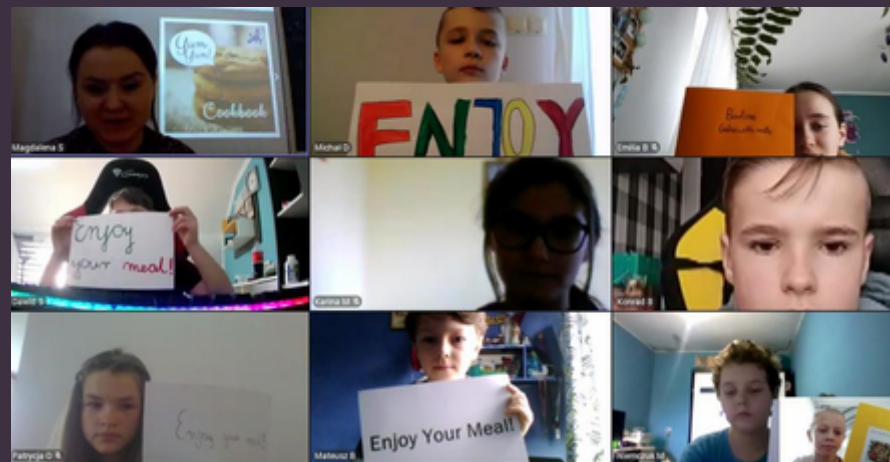 Yum
Yum!
Cookbook
Magdalena S
ENJOY
Michał D
Emilia B
Enjoy
your meal!
Dawid S
Karina M
Konrad B
Enjoy your meal!
Patrycja O
Enjoy Your Meal!
Mateusz B
Niemczuk M